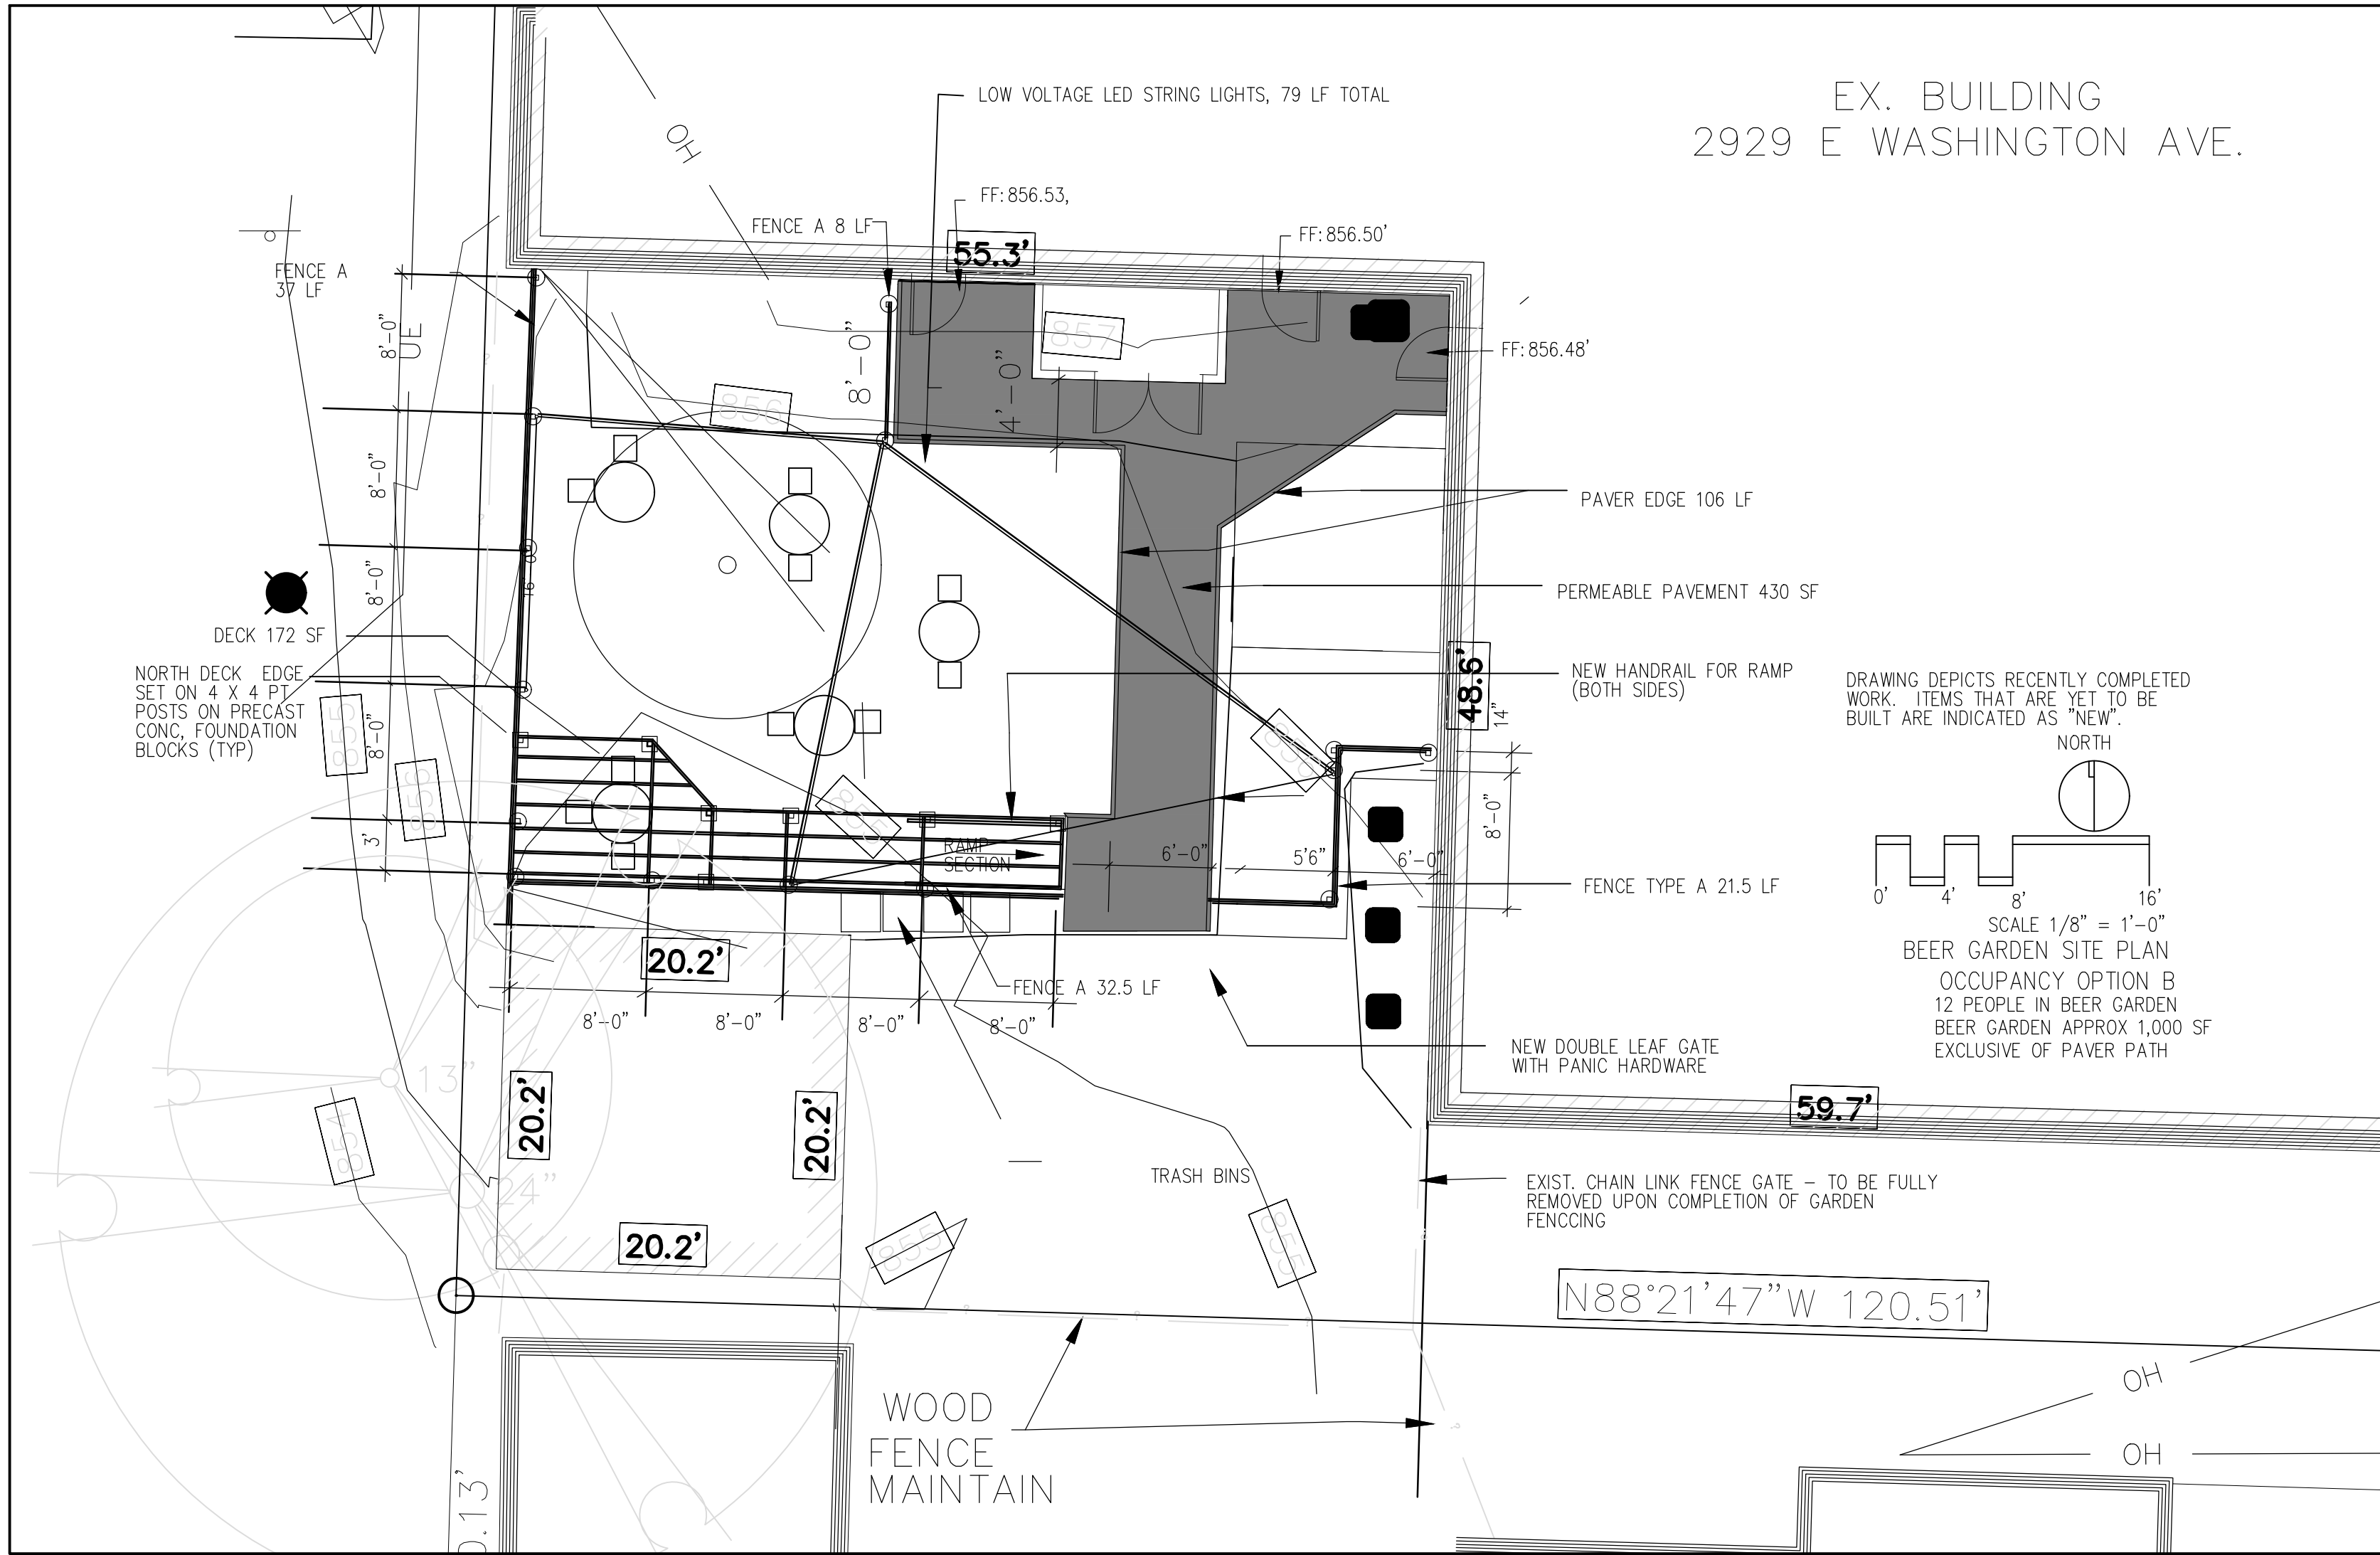 EX. BUILDING
2929 E WASHINGTON AVE.
LOW VOLTAGE LED STRING LIGHTS, 79 LF TOTAL
OH
FF:856.53,
FENCE A 8 LF
55.3'
FF:856.50'
FENCE A
37 LF
8'-0"
UE
8'-0"
4'-0"
857
FF:856.48'
856
8'-0"
PAVER EDGE 106 LF
8'-0"
PERMEABLE PAVEMENT 430 SF
DECK 172 SF
NORTH DECK EDGE
SET ON 4 X 4 PT
POSTS ON PRECAST
CONC, FOUNDATION
BLOCKS (TYP)
855
8'-0"
856
3'
NEW HANDRAIL FOR RAMP
(BOTH SIDES)
48.6'
14"
DRAWING DEPICTS RECENTLY COMPLETED
WORK. ITEMS THAT ARE YET TO BE
BUILT ARE INDICATED AS "NEW".
NORTH
855
RAMP
SECTION
6'-0"
5'6"
6'-0"
8'-0"
FENCE TYPE A 21.5 LF
0'
4'
8'
16'
SCALE 1/8" = 1'-0"
BEER GARDEN SITE PLAN
OCCUPANCY OPTION B
12 PEOPLE IN BEER GARDEN
BEER GARDEN APPROX 1,000 SF
EXCLUSIVE OF PAVER PATH
20.2'
FENCE A 32.5 LF
8'-0"
8'-0"
8'-0"
8'-0"
NEW DOUBLE LEAF GATE
WITH PANIC HARDWARE
13"
20.2'
20.2'
59.7'
854
24"
TRASH BINS
EXIST. CHAIN LINK FENCE GATE - TO BE FULLY
REMOVED UPON COMPLETION OF GARDEN
FENCCING
20.2'
855
855
N88°21'47"W 120.51'
WOOD
FENCE
MAINTAIN
OH
OH
0.13'